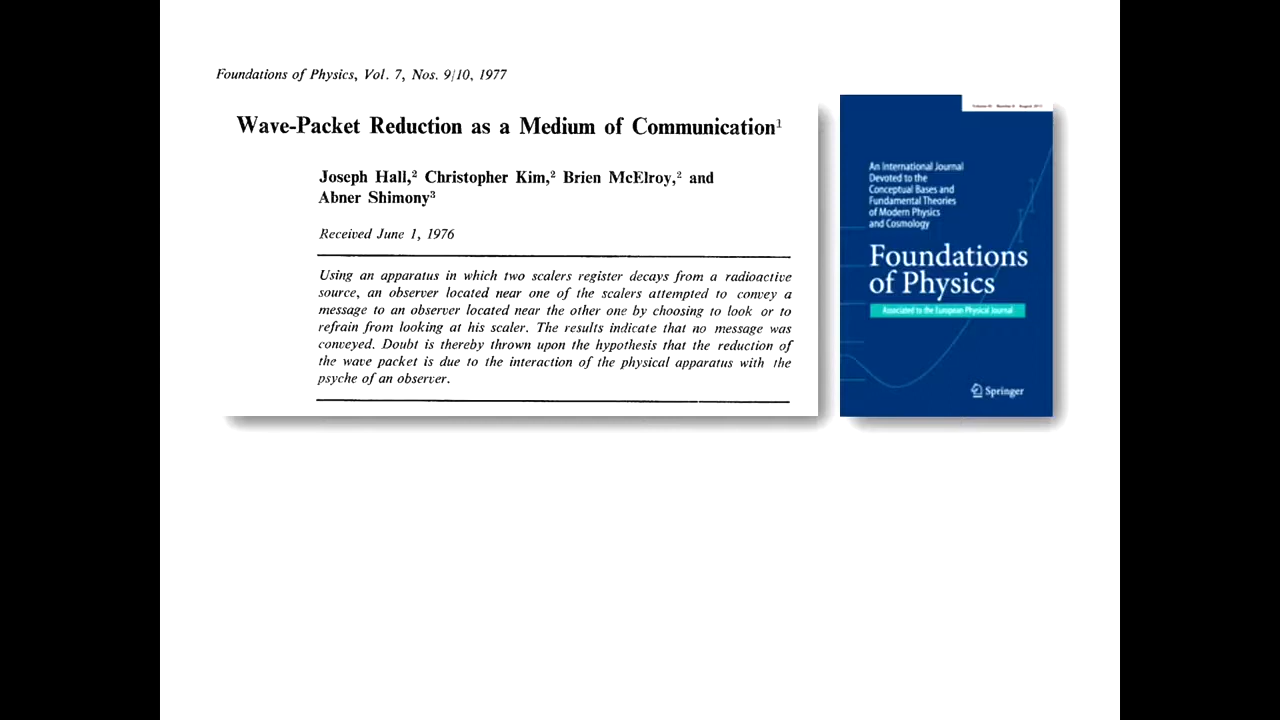 Foundations of Physics, Vol. 7, Nos. 9/10, 1977
Wave-Packet Reduction as a Medium of Communication¹
Joseph Hall,² Christopher Kim,² Brien McElroy,² and
Abner Shimony³
Received June 1, 1976
Using an apparatus in which two scalers register decays from a radioactive
source, an observer located near one of the scalers attempted to convey a
message to an observer located near the other one by choosing to look or to
refrain from looking at his scaler. The results indicate that no message was
conveyed. Doubt is thereby thrown upon the hypothesis that the reduction of
the wave packet is due to the interaction of the physical apparatus with the
psyche of an observer.
An International Journal
Devoted to the
Conceptual Bases and
Fundamental Theories
of Modern Physics
and Cosmology
Foundations
of Physics
Associated to the European Physical Journal
Springer